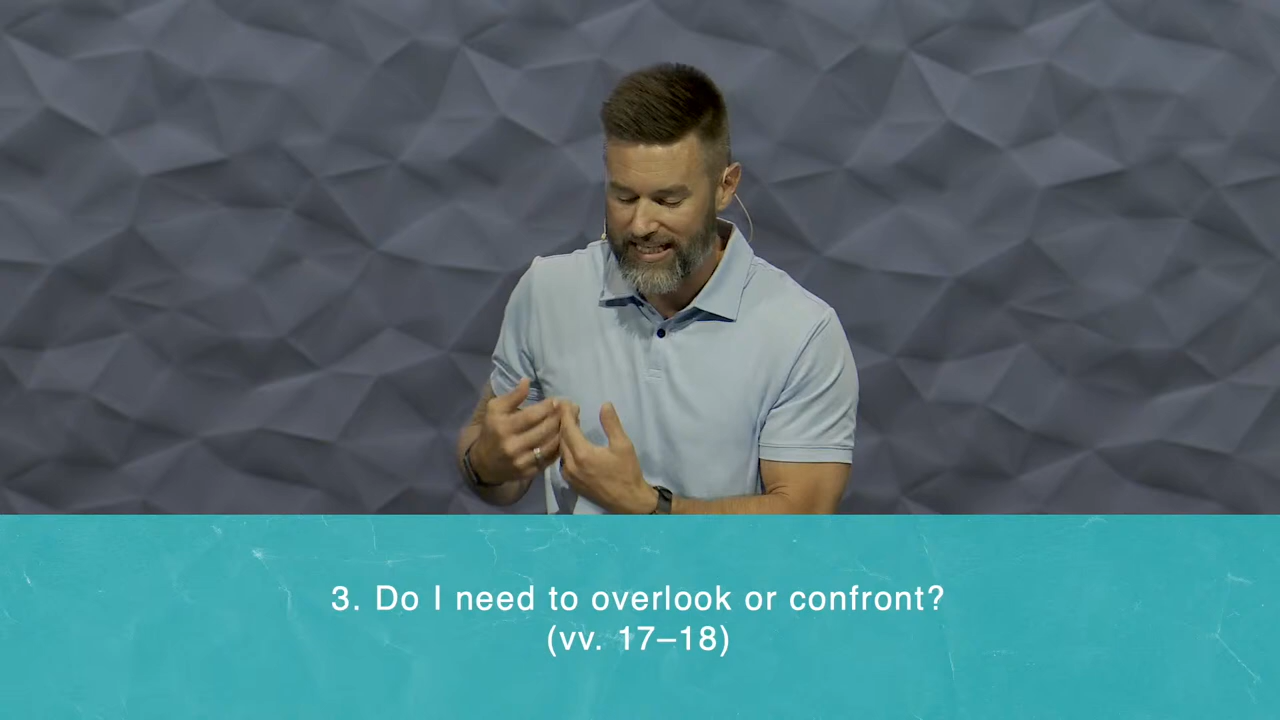 3. Do I need to overlook or confront?
(vv. 17–18)